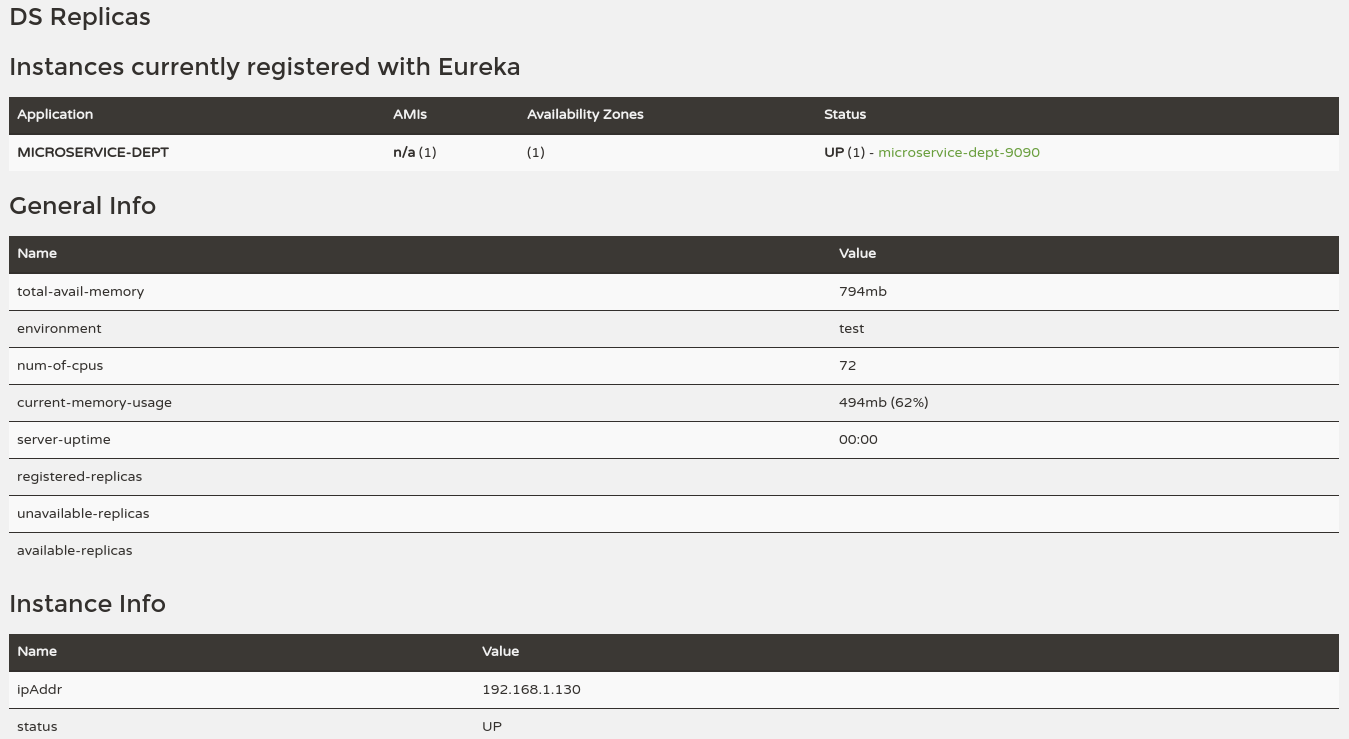 DS Replicas
Instances currently registered with Eureka
Application AMIs Availability Zones Status
MICROSERVICE-DEPT n/a (1) (1) UP (1) - microservice-dept-9090
General Info
Name Value
total-avail-memory 794mb
environment test
num-of-cpus 72
current-memory-usage 494mb (62%)
server-uptime 00:00
registered-replicas
unavailable-replicas
available-replicas
Instance Info
Name Value
ipAddr 192.168.1.130
status UP